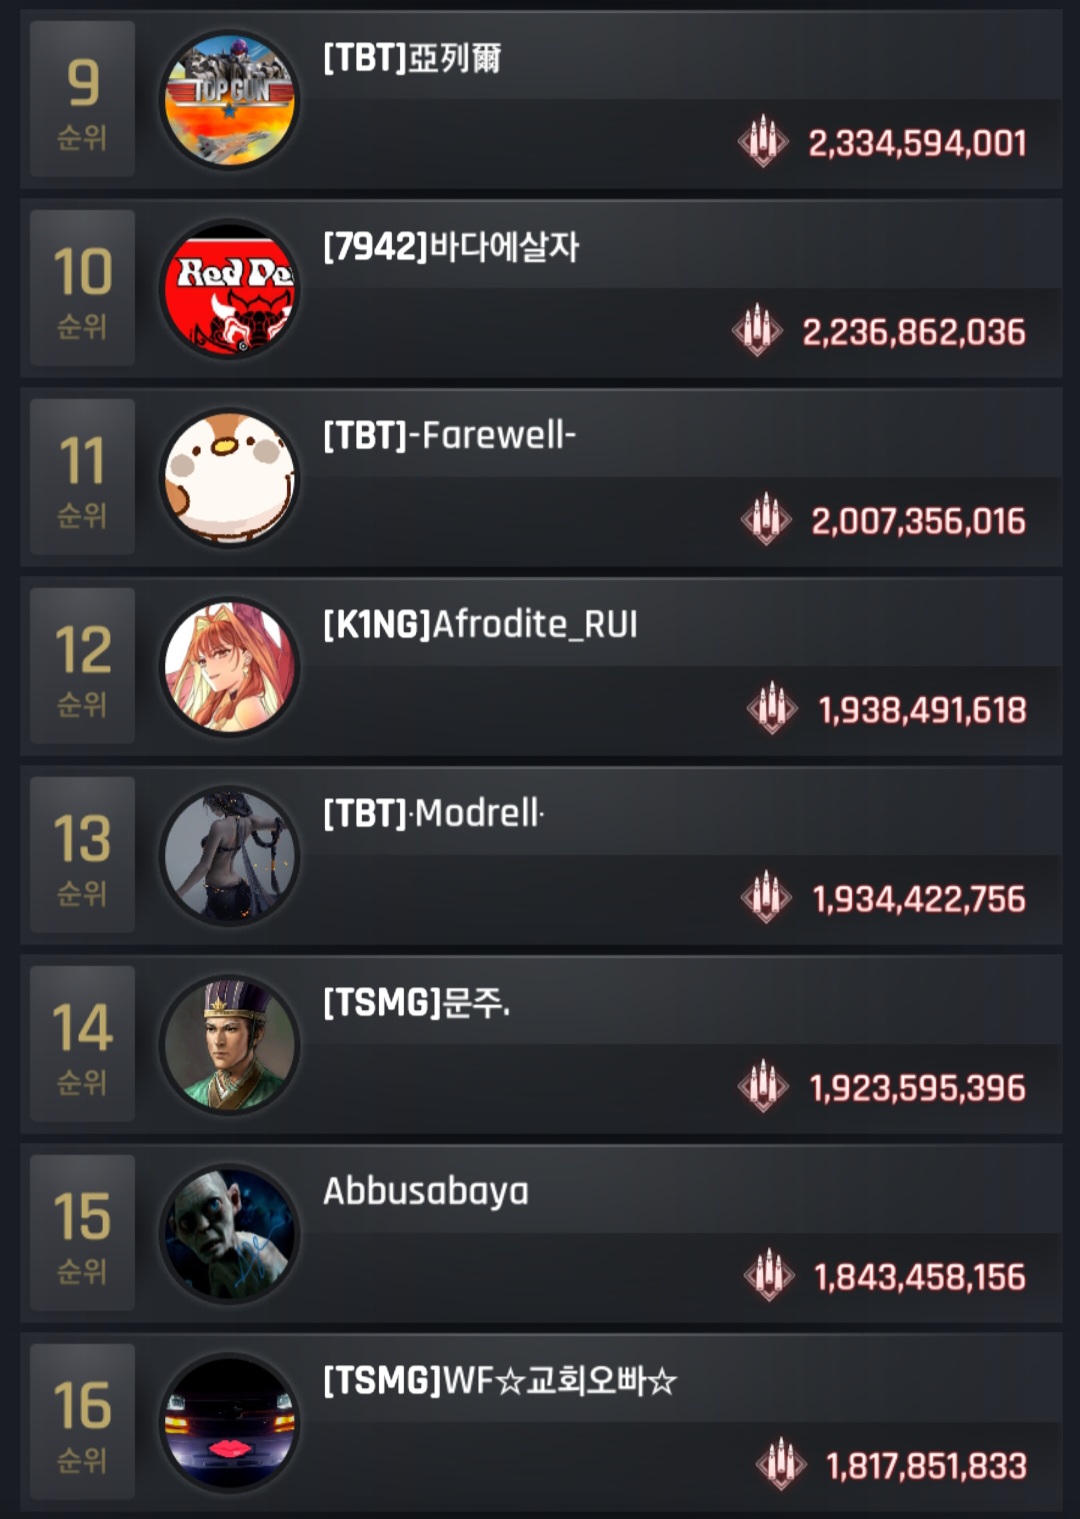 9
순위
TOP GUN
[TBT]亞列爾
2,334,594,001
10
순위
Red De
[7942]바다에살자
2,236,862,036
11
순위
[TBT]-Farewell-
2,007,356,016
12
순위
[K1NG]Afrodite_RUI
1,938,491,618
13
순위
[TBT]·Modrell·
1,934,422,756
14
순위
[TSMG]문주.
1,923,595,396
15
순위
Abbusabaya
1,843,458,156
16
순위
[TSMG]WF☆교회오빠☆
1,817,851,833